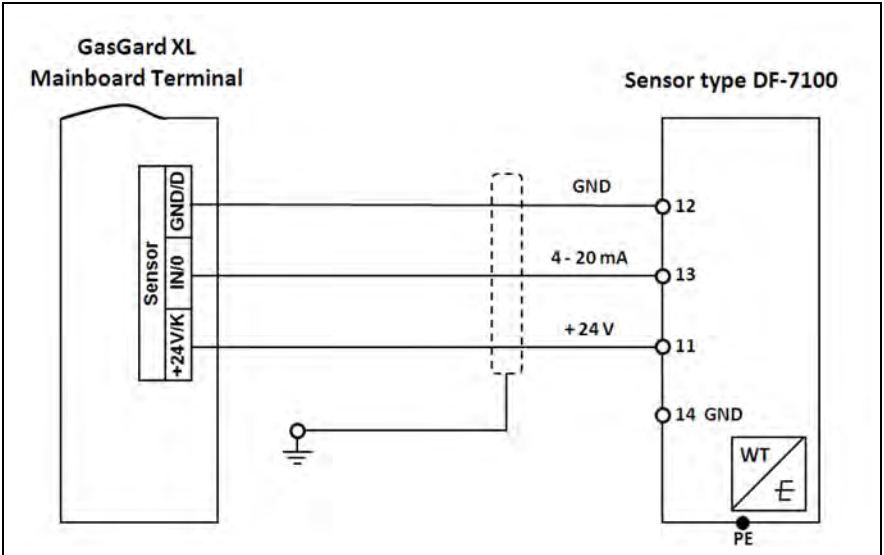 GasGard XL
Mainboard Terminal
Sensor type DF-7100
Sensor
GND/D
IN/0
+24V/K
GND
12
4 - 20 mA
13
+ 24 V
11
14 GND
WT
E
PE